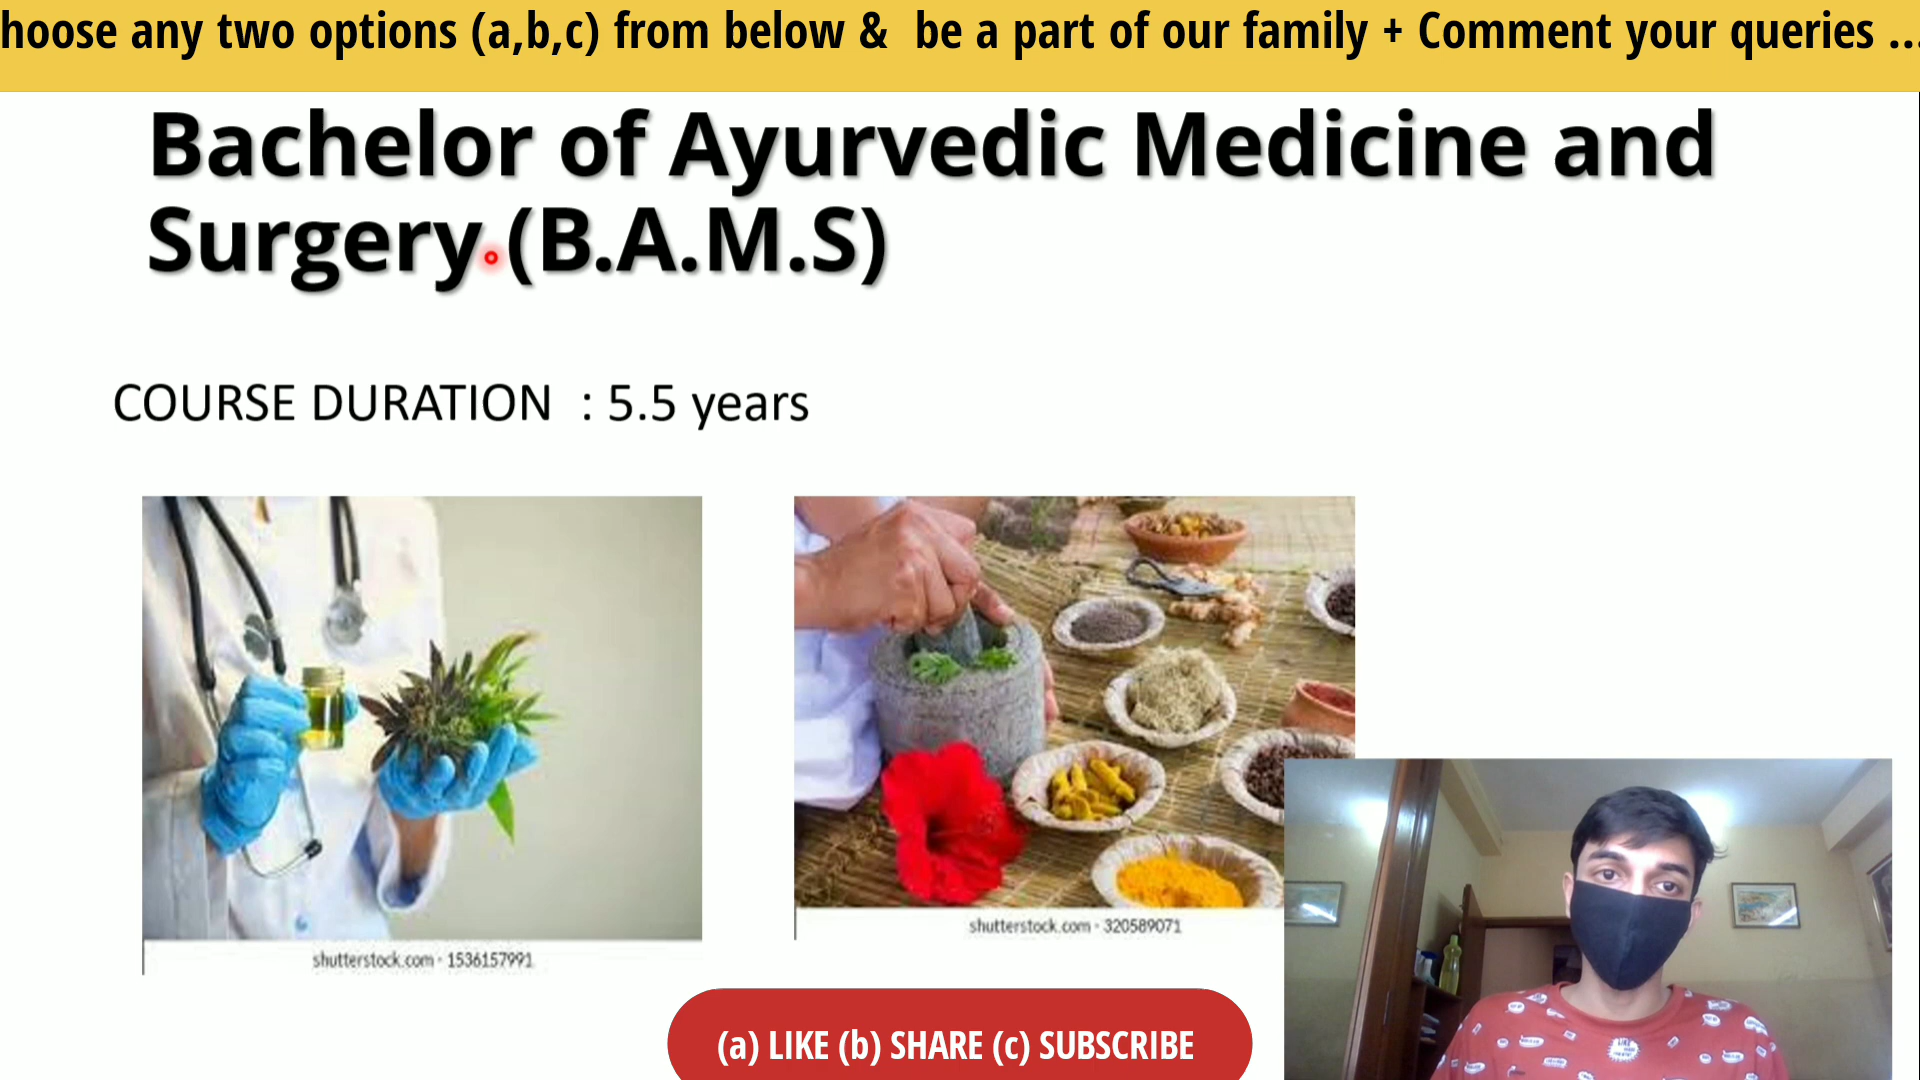 hoose any two options (a,b,c) from below & be a part of our family + Comment your queries ...
Bachelor of Ayurvedic Medicine and
Surgery (B.A.M.S)
COURSE DURATION : 5.5 years
shutterstock.com · 1536157991
shutterstock.com · 320589071
(a) LIKE (b) SHARE (c) SUBSCRIBE